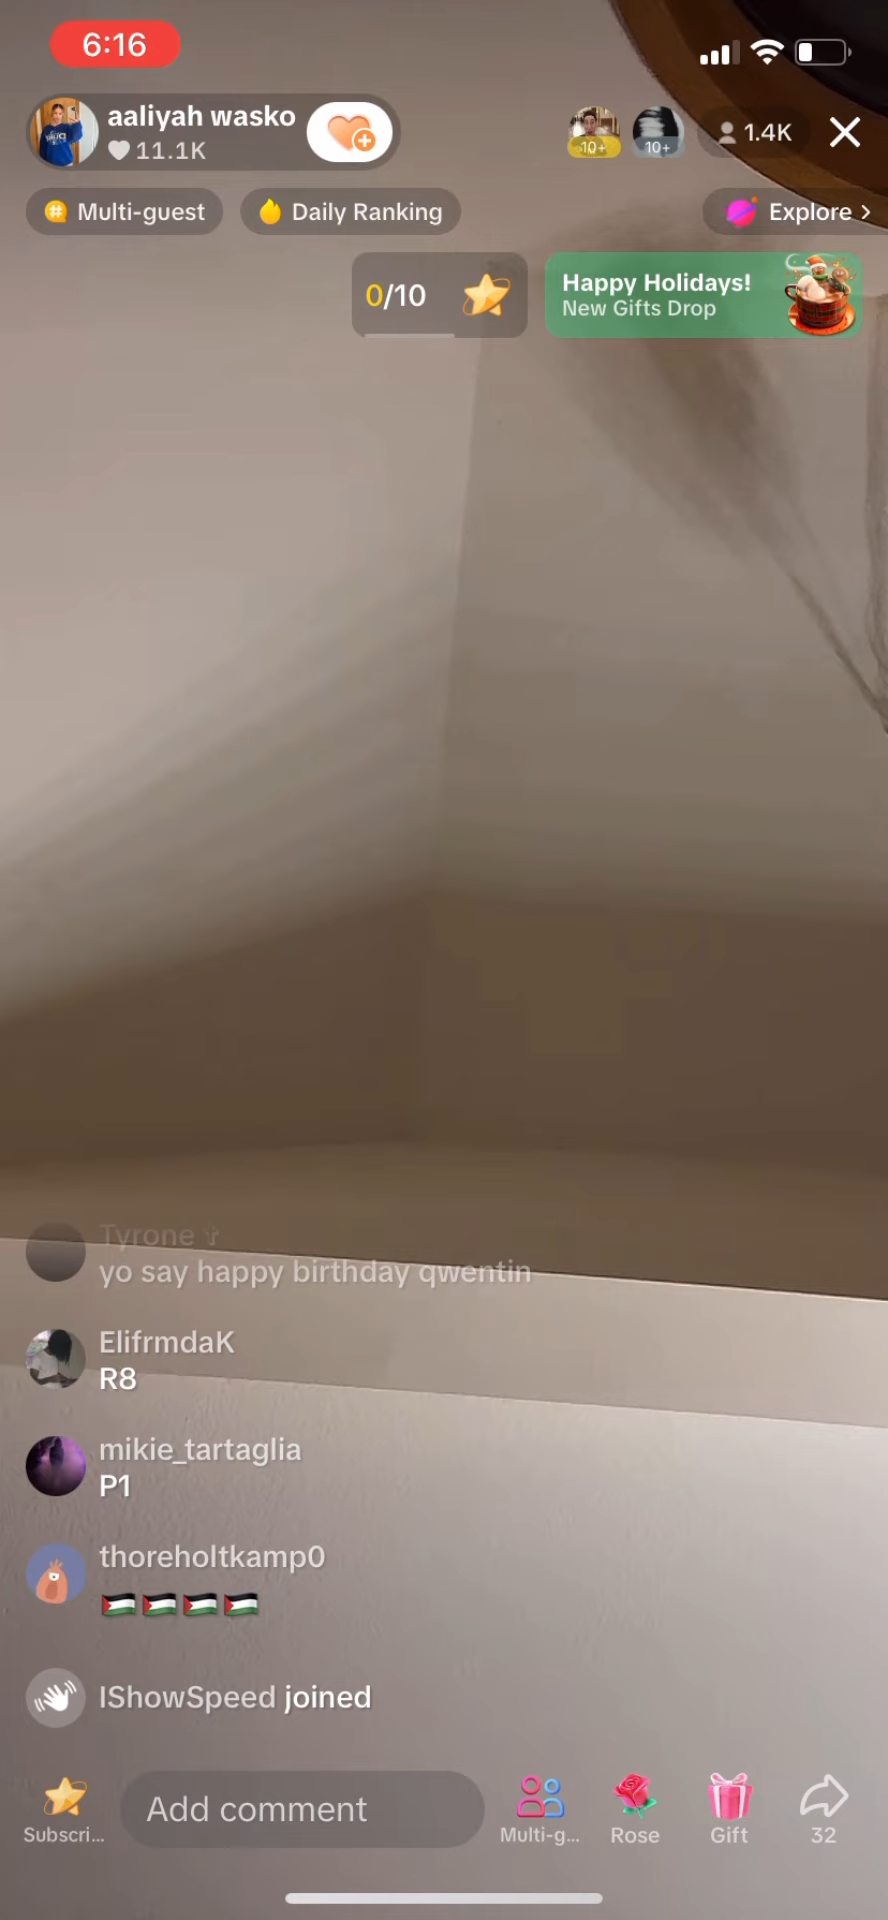 6:16
aaliyah wasko
11.1K
10+
10+
1.4K
Multi-guest
Daily Ranking
Explore >
0/10
Happy Holidays!
New Gifts Drop
Tyrone ✞
yo say happy birthday qwentin
ElifrmdaK
R8
mikie_tartaglia
P1
thoreholtkamp0
🇵🇸🇵🇸🇵🇸🇵🇸
IShowSpeed joined
Subscri...
Add comment
Multi-g...
Rose
Gift
32